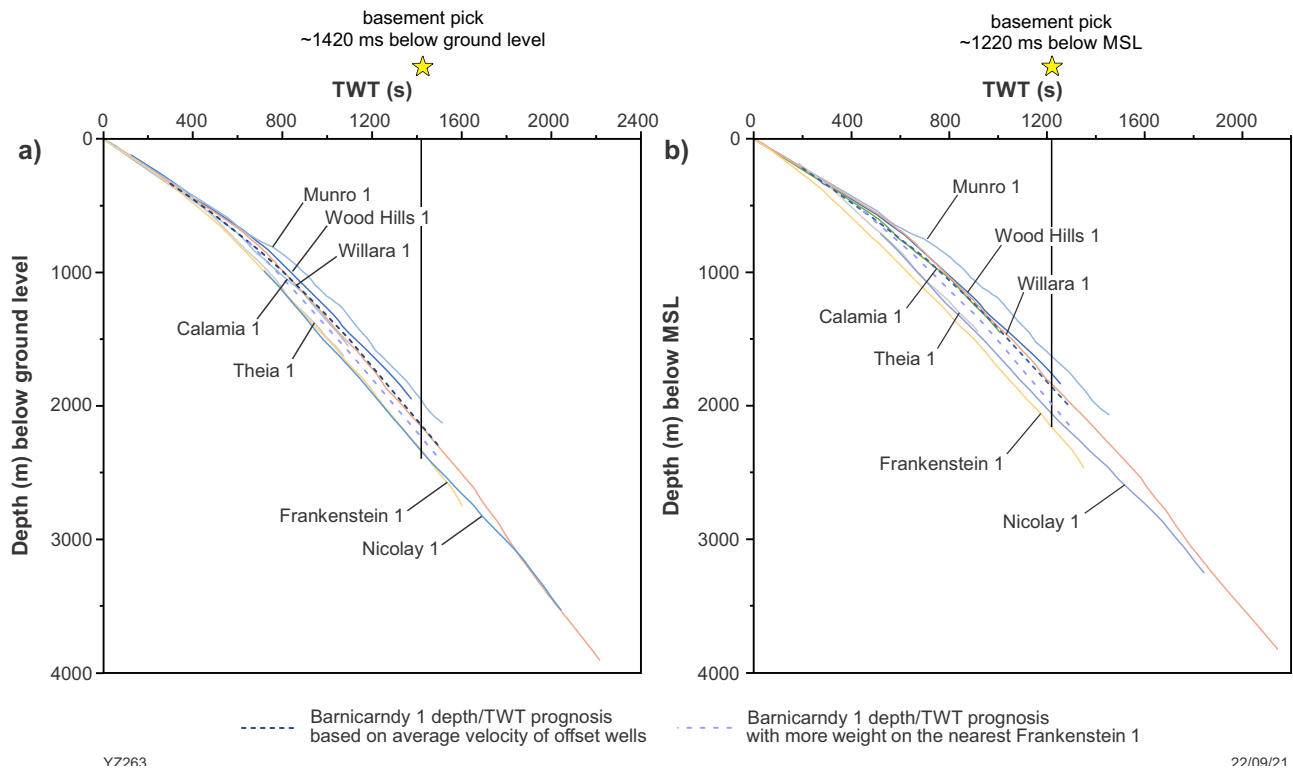 basement pick
~1420 ms below ground level
TWT (s)
0 400 800 1200 1600 2000 2400
a)
0
1000
2000
3000
4000
Depth (m) below ground level
Munro 1
Wood Hills 1
Willara 1
Calamia 1
Theia 1
Frankenstein 1
Nicolay 1
basement pick
~1220 ms below MSL
TWT (s)
0 400 800 1200 1600 2000
b)
0
1000
2000
3000
4000
Depth (m) below MSL
Munro 1
Wood Hills 1
Willara 1
Calamia 1
Theia 1
Frankenstein 1
Nicolay 1
Barnicarndy 1 depth/TWT prognosis
based on average velocity of offset wells
Barnicarndy 1 depth/TWT prognosis
with more weight on the nearest Frankenstein 1
YZ263
22/09/21